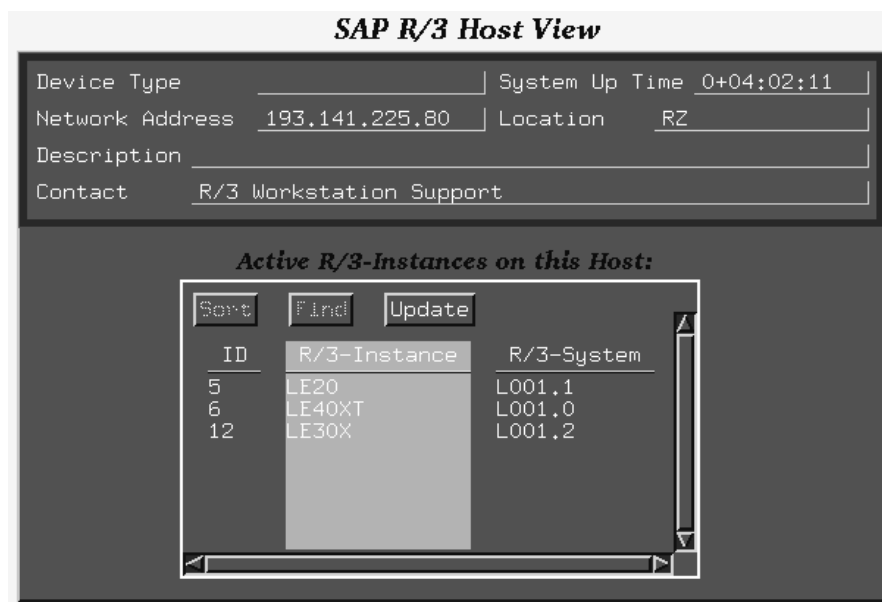 SAP R/3 Host View
Device Type System Up Time 0+04:02:11
Network Address 193.141.225.80 Location RZ
Description
Contact R/3 Workstation Support
Active R/3-Instances on this Host:
Sort Find Update
ID R/3-Instance R/3-System
5 LE20 L001.1
6 LE40XT L001.0
12 LE30X L001.2